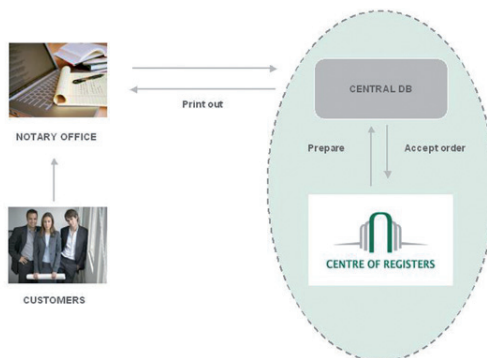 CENTRAL DB
Print out
NOTARY OFFICE
Prepare
Accept order
CENTRE OF REGISTERS
CUSTOMERS